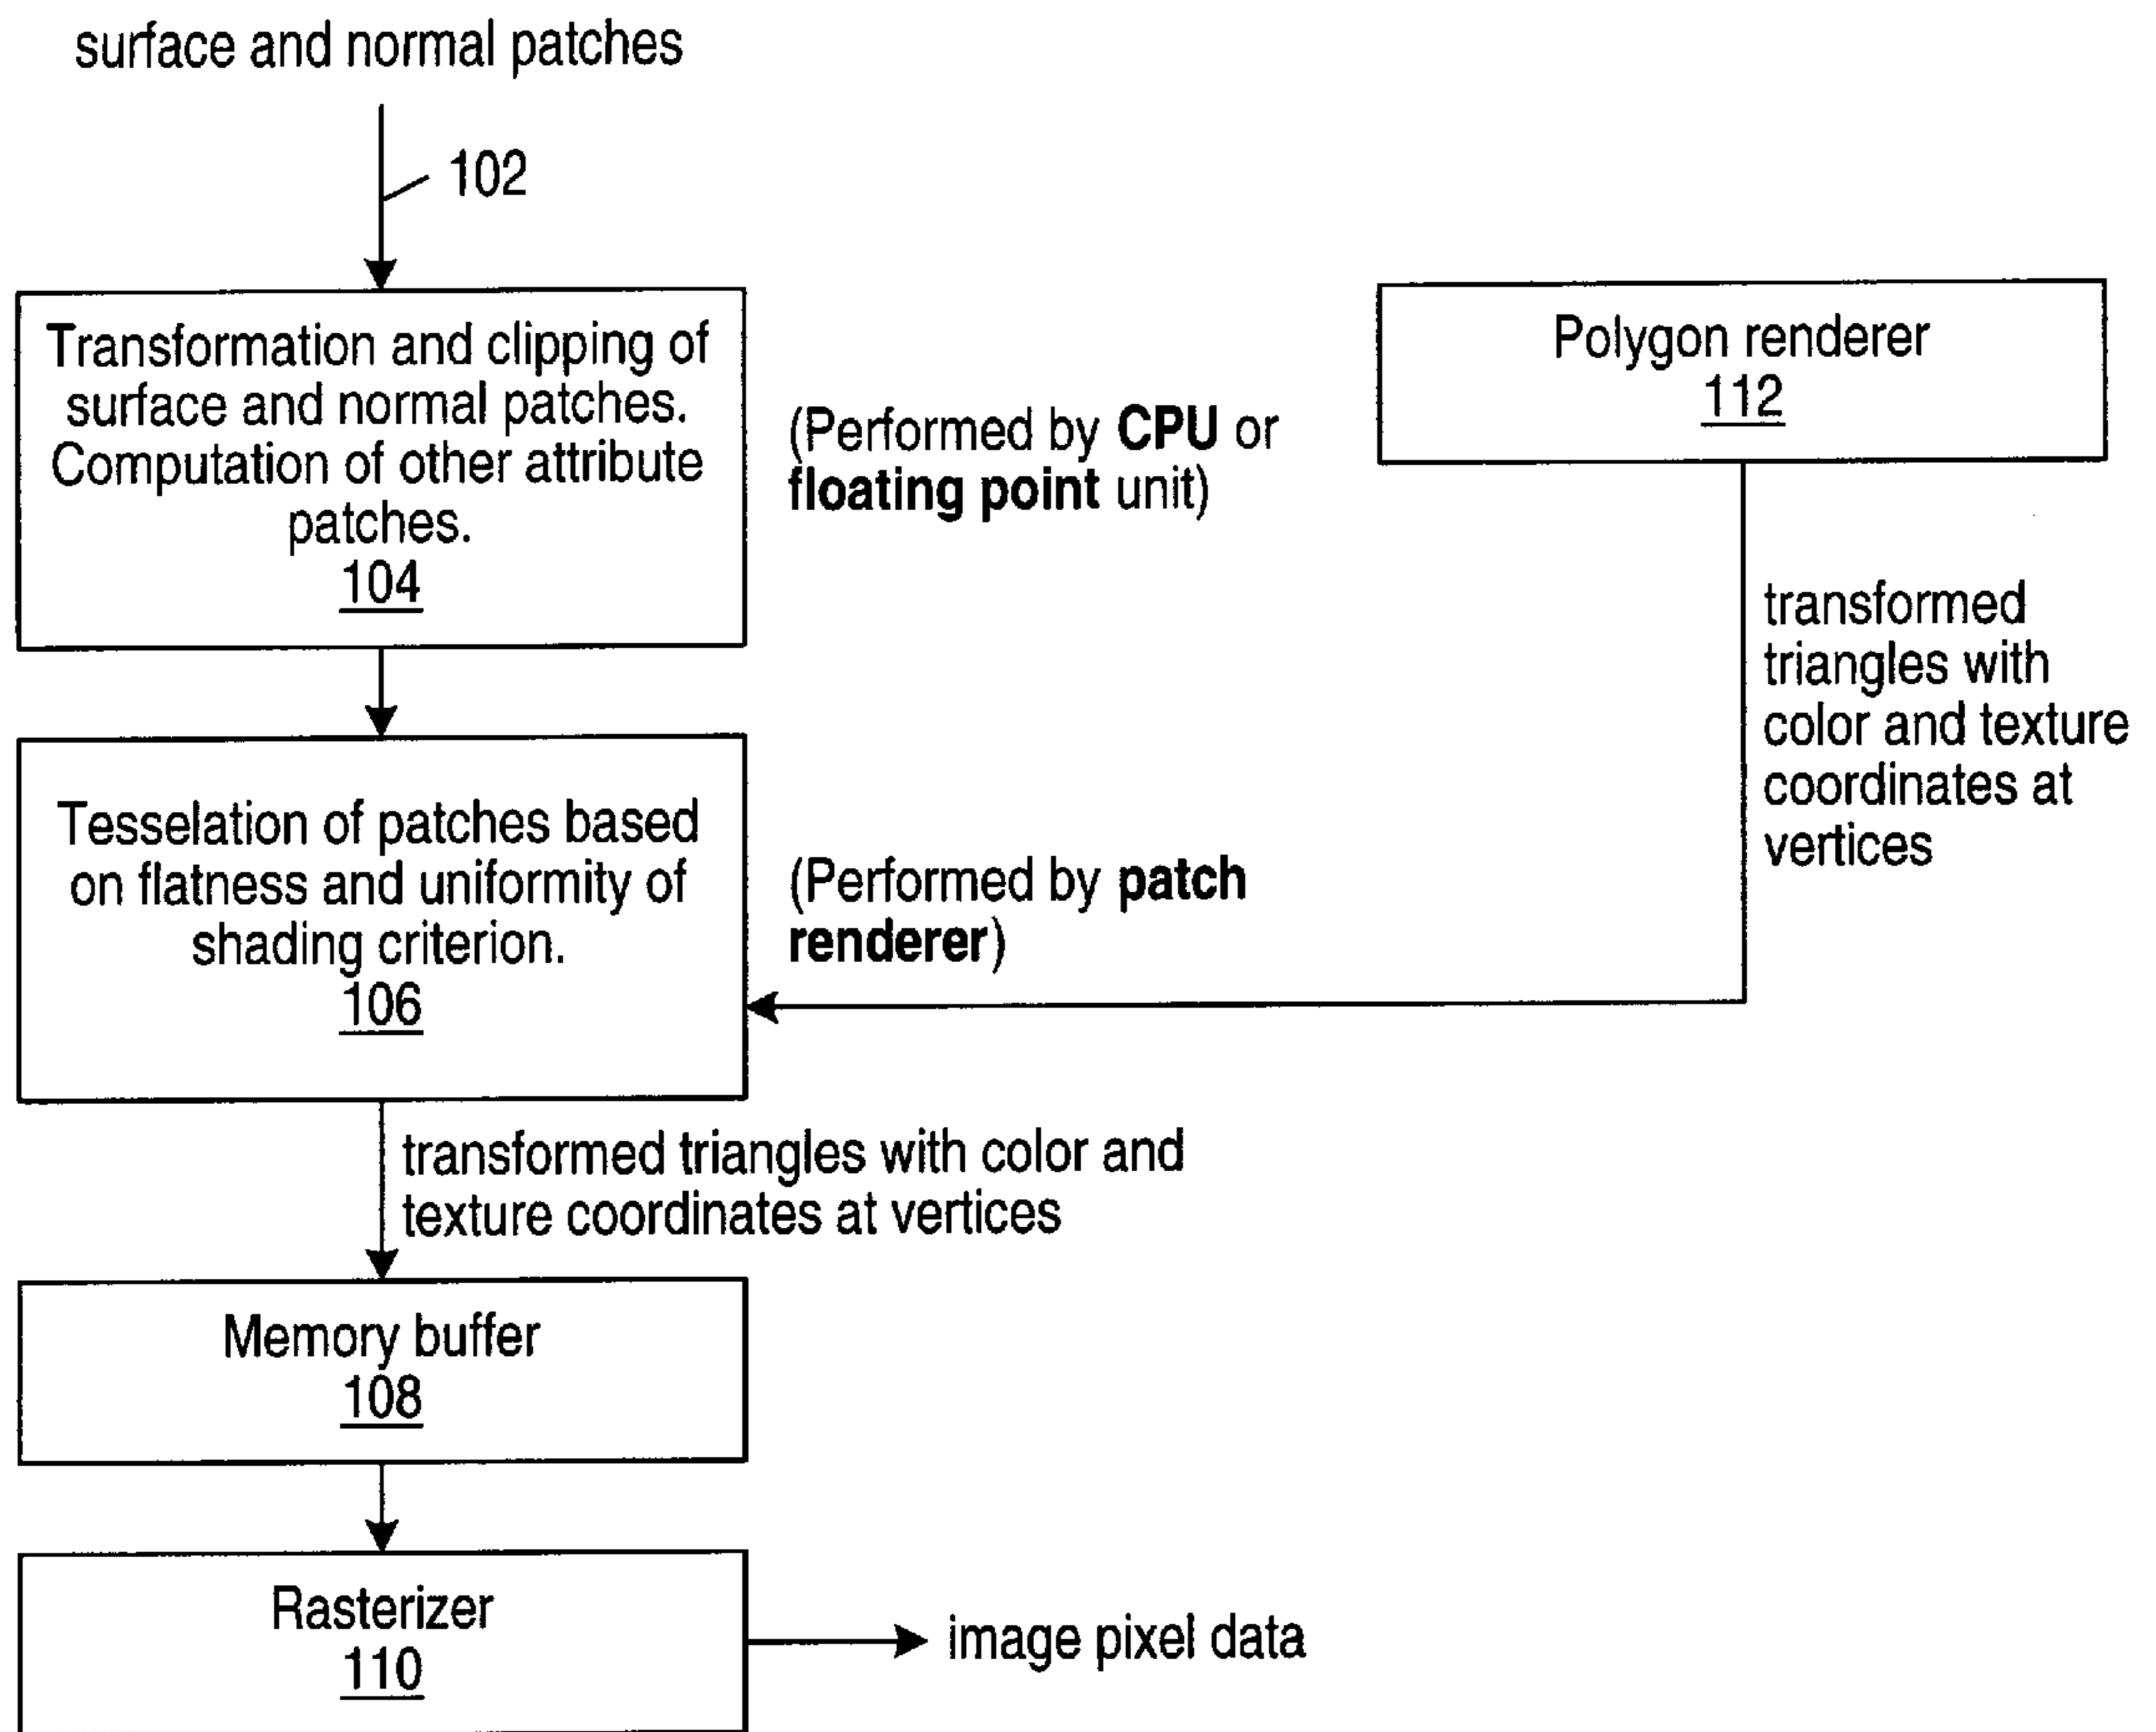 surface and normal patches
102
Transformation and clipping of
surface and normal patches.
Computation of other attribute
patches.
104
(Performed by CPU or
floating point unit)
Polygon renderer
112
transformed
triangles with
color and texture
coordinates at
vertices
Tesselation of patches based
on flatness and uniformity of
shading criterion.
106
(Performed by patch
renderer)
transformed triangles with color and
texture coordinates at vertices
Memory buffer
108
Rasterizer
110
image pixel data